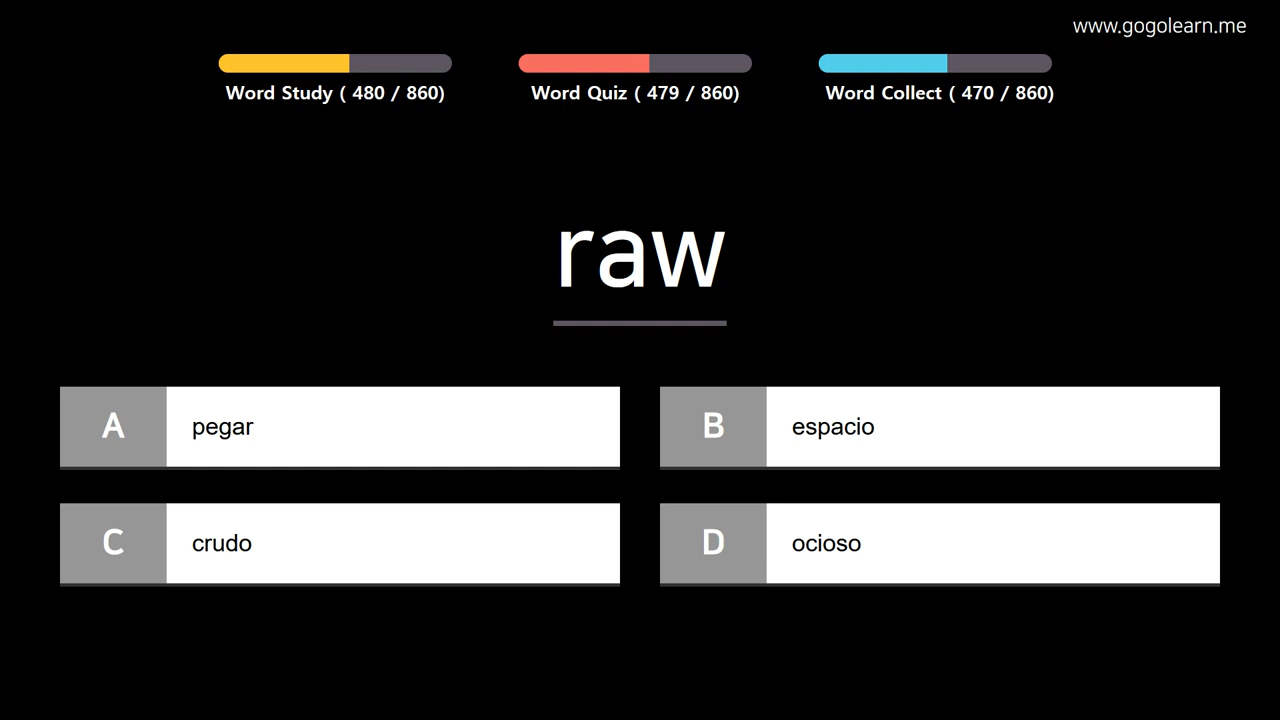 www.gogolearn.me
Word Study ( 480 / 860)
Word Quiz ( 479 / 860)
Word Collect ( 470 / 860)
raw
A pegar
B espacio
C crudo
D ocioso